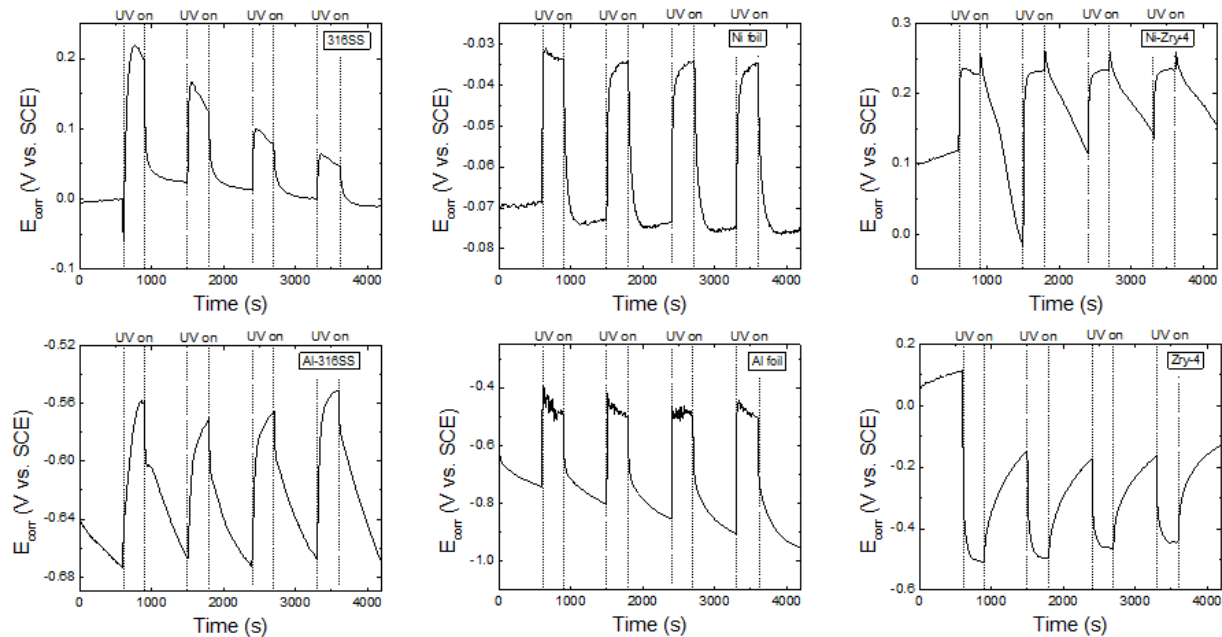 UV on UV on UV on UV on
316SS
0.2
0.1
0.0
-0.1
E_corr (V vs. SCE)
0 1000 2000 3000 4000
Time (s)
UV on UV on UV on UV on
Ni foil
-0.03
-0.04
-0.05
-0.06
-0.07
-0.08
E_corr (V vs. SCE)
0 1000 2000 3000 4000
Time (s)
UV on UV on UV on UV on
Ni-Zry-4
0.3
0.2
0.1
0.0
E_corr (V vs. SCE)
0 1000 2000 3000 4000
Time (s)
UV on UV on UV on UV on
Al-316SS
-0.52
-0.56
-0.60
-0.64
-0.68
E_corr (V vs. SCE)
0 1000 2000 3000 4000
Time (s)
UV on UV on UV on UV on
Al foil
-0.4
-0.6
-0.8
-1.0
E_corr (V vs. SCE)
0 1000 2000 3000 4000
Time (s)
UV on UV on UV on UV on
Zry-4
0.2
0.0
-0.2
-0.4
-0.6
E_corr (V vs. SCE)
0 1000 2000 3000 4000
Time (s)